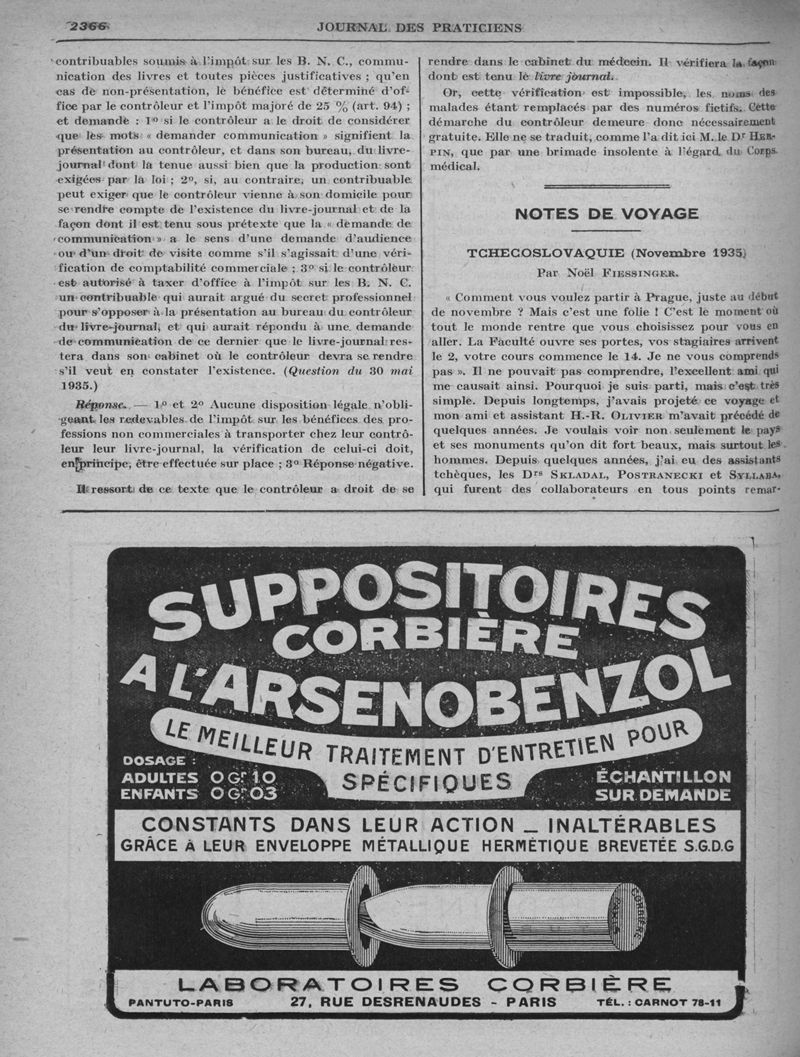 2366
JOURNAL DES PRATICIENS
contribuables soumis à l'impôt sur les B. N. C., commu-
nication des livres et toutes pièces justificatives ; qu'en
cas de non-présentation, le bénéfice est déterminé d'of-
fice par le contrôleur et l'impôt majoré de 25 % (art. 94) ;
et demande : 1º si le contrôleur a le droit de considérer
que les mots « demander communication » signifient la
présentation au contrôleur, et dans son bureau, du livre-
journal dont la tenue aussi bien que la production sont
exigées par la loi ; 2º, si, au contraire, un contribuable
peut exiger que le contrôleur vienne à son domicile pour
se rendre compte de l'existence du livre-journal et de la
façon dont il est tenu sous prétexte que la « demande de
communication » a le sens d'une demande d'audience
ou d'un droit de visite comme s'il s'agissait d'une véri-
fication de comptabilité commerciale ; 3º si le contrôleur
est autorisé à taxer d'office à l'impôt sur les B. N. C.
un contribuable qui aurait argué du secret professionnel
pour s'opposer à la présentation au bureau du contrôleur
du livre-journal, et qui aurait répondu à une demande
de communication de ce dernier que le livre-journal res-
tera dans son cabinet où le contrôleur devra se rendre
s'il veut en constater l'existence. (Question du 30 mai
1935.)
Réponse. — 1º et 2º Aucune disposition légale n'obli-
geant les redevables de l'impôt sur les bénéfices des pro-
fessions non commerciales à transporter chez leur contrô-
leur leur livre-journal, la vérification de celui-ci doit,
en principe, être effectuée sur place ; 3º Réponse négative.
Il ressort de ce texte que le contrôleur a droit de se
rendre dans le cabinet du médecin. Il vérifiera la façon
dont est tenu le livre journal.
Or, cette vérification est impossible, les noms des
malades étant remplacés par des numéros fictifs. Cette
démarche du contrôleur demeure donc nécessairement
gratuite. Elle ne se traduit, comme l'a dit ici M. le Dr HER-
PIN, que par une brimade insolente à l'égard du Corps
médical.
NOTES DE VOYAGE
TCHECOSLOVAQUIE (Novembre 1935)
Par Noël FIESSINGER.
« Comment vous voulez partir à Prague, juste au début
de novembre ? Mais c'est une folie ! C'est le moment où
tout le monde rentre que vous choisissez pour vous en
aller. La Faculté ouvre ses portes, vos stagiaires arrivent
le 2, votre cours commence le 14. Je ne vous comprends
pas ». Il ne pouvait pas comprendre, l'excellent ami qui
me causait ainsi. Pourquoi je suis parti, mais c'est très
simple. Depuis longtemps, j'avais projeté ce voyage et
mon ami et assistant H.-R. OLIVIER m'avait précédé de
quelques années. Je voulais voir non seulement le pays
et ses monuments qu'on dit fort beaux, mais surtout les
hommes. Depuis quelques années, j'ai eu des assistants
tchèques, les Drs SKLADAL, POSTRANECKI et SYLLABA,
qui furent des collaborateurs en tous points remar-
SUPPOSITOIRES
CORBIÈRE
A L'ARSENOBENZOL
LE MEILLEUR TRAITEMENT D'ENTRETIEN POUR
SPÉCIFIQUES
DOSAGE :
ADULTES 0 Gr 10
ENFANTS 0 Gr 03
ÉCHANTILLON
SUR DEMANDE
CONSTANTS DANS LEUR ACTION _ INALTÉRABLES
GRÂCE A LEUR ENVELOPPE MÉTALLIQUE HERMÉTIQUE BREVETÉE S.G.D.G
CORBIÈRE
PARIS
LABORATOIRES CORBIÈRE
PANTUTO-PARIS
27, RUE DESRENAUDES - PARIS
TÉL. : CARNOT 78-11